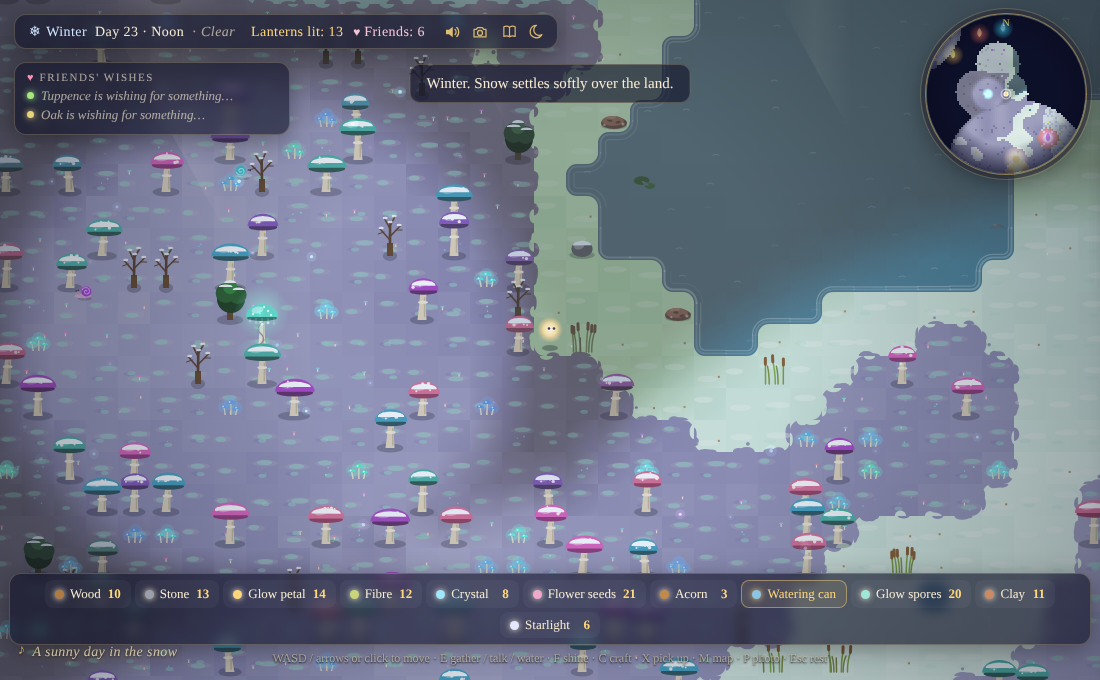 ❄ Winter Day 23 · Noon · Clear Lanterns lit: 13 ♥ Friends: 6
N
♥ FRIENDS' WISHES
Tuppence is wishing for something…
Oak is wishing for something…
Winter. Snow settles softly over the land.
Wood 10 Stone 13 Glow petal 14 Fibre 12 Crystal 8 Flower seeds 21 Acorn 3 Watering can Glow spores 20 Clay 11
Starlight 6
♪ A sunny day in the snow
WASD / arrows or click to move · E gather / talk / water · F shine · C craft · X pick up · M map · P photo · Esc rest